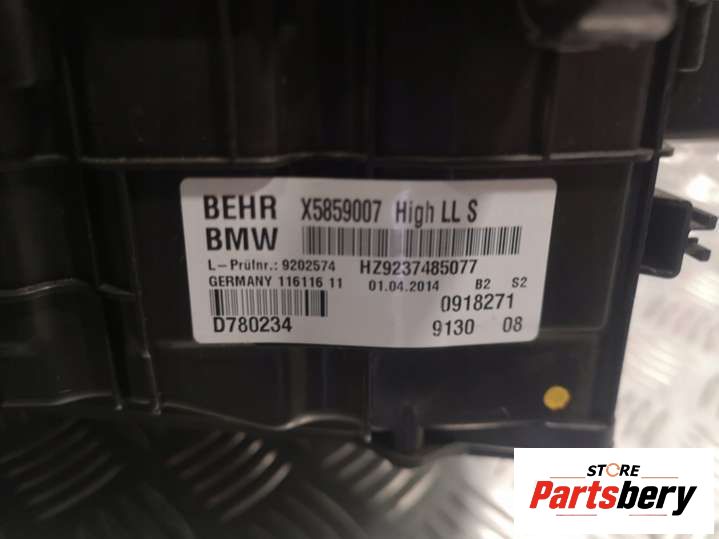 BEHR X5859007 High LL S
BMW
L-Prüfnr.: 9202574 HZ9237485077
GERMANY 116116 11 01.04.2014 B2 S2
0918271
D780234 9130 08
STORE
Partsbery